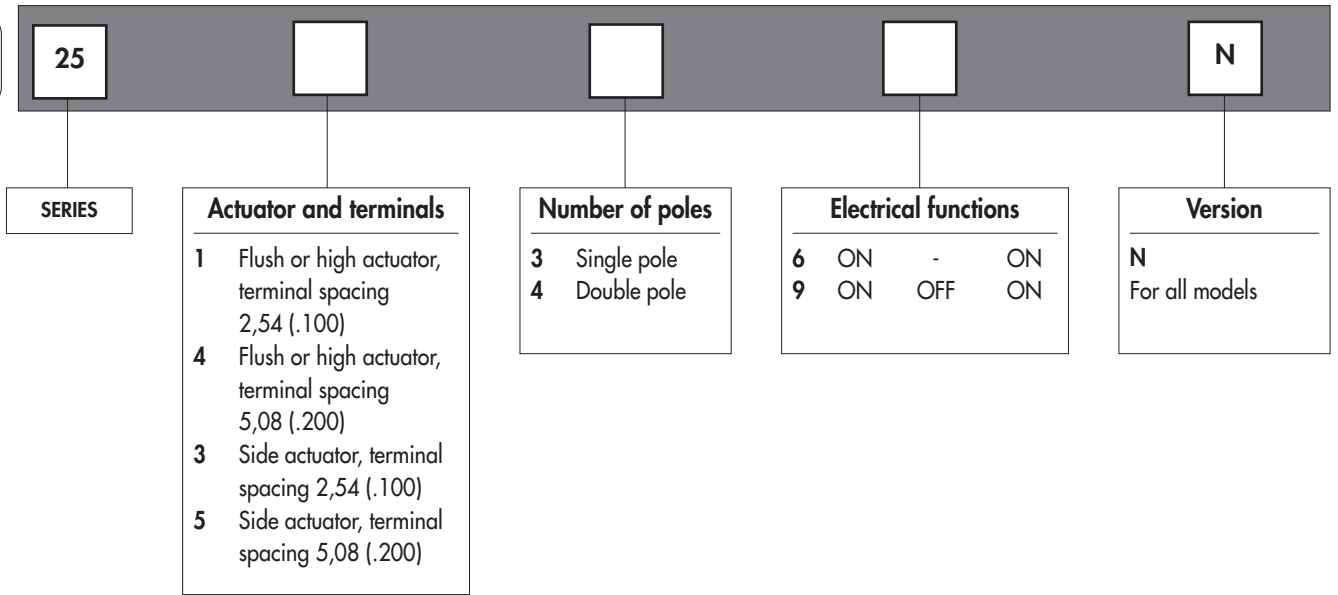 25
N
SERIES
Actuator and terminals
1 Flush or high actuator,
terminal spacing
2,54 (.100)
4 Flush or high actuator,
terminal spacing
5,08 (.200)
3 Side actuator, terminal
spacing 2,54 (.100)
5 Side actuator, terminal
spacing 5,08 (.200)
Number of poles
3 Single pole
4 Double pole
Electrical functions
6 ON - ON
9 ON OFF ON
Version
N
For all models